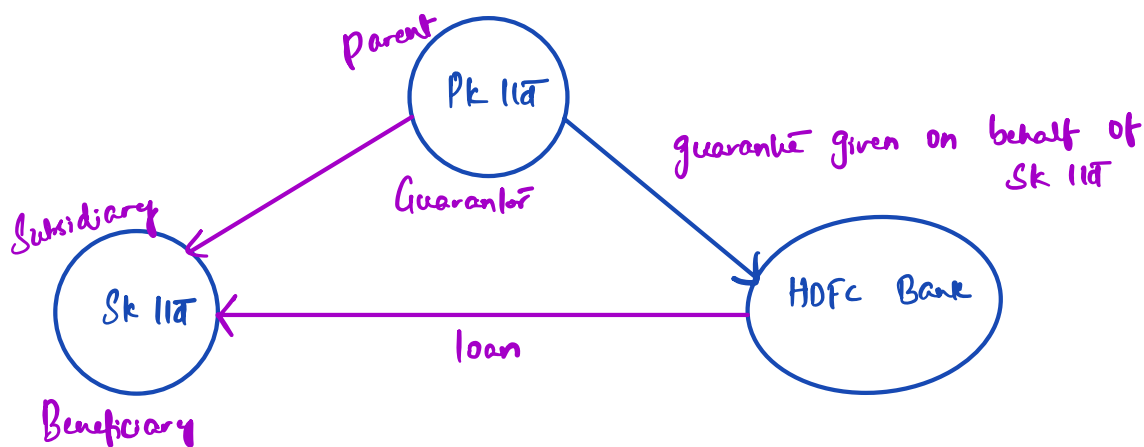 Parent
Pk ltd
guarantee given on behalf of
Sk ltd
Guarantor
Subsidiary
Sk ltd
HDFC Bank
loan
Beneficiary